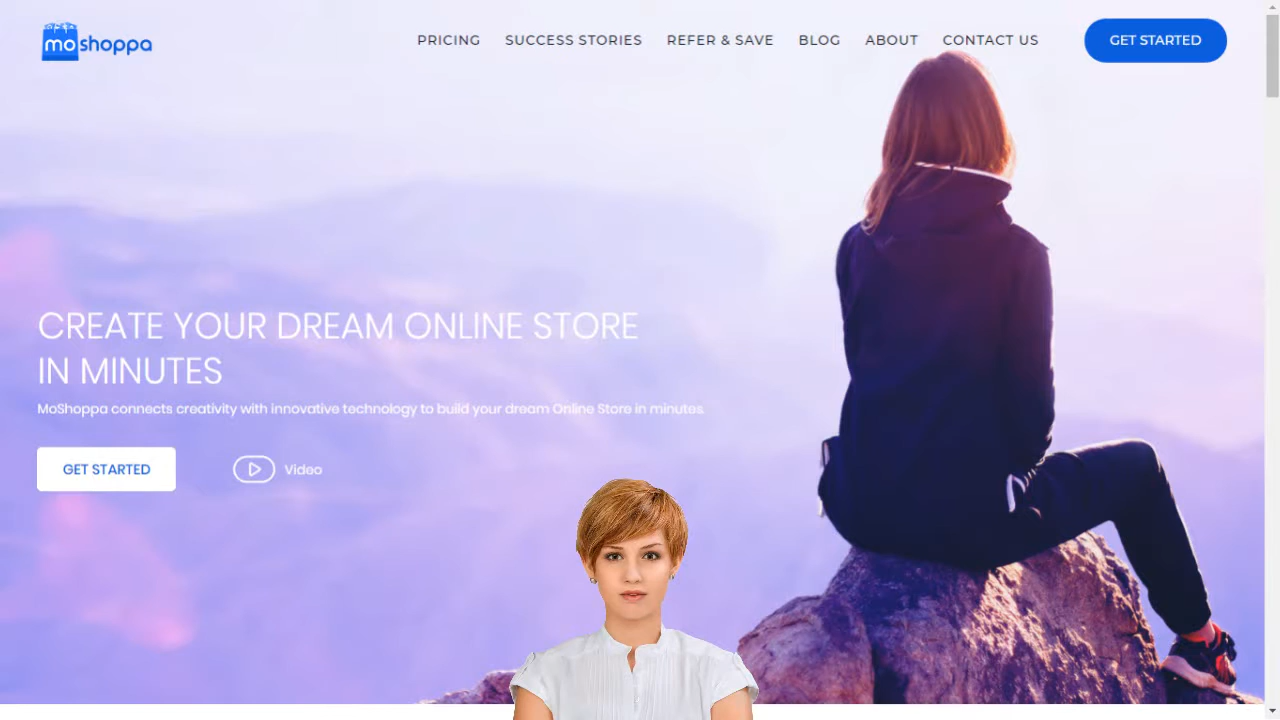 moshoppa
PRICING
SUCCESS STORIES
REFER & SAVE
BLOG
ABOUT
CONTACT US
GET STARTED
CREATE YOUR DREAM ONLINE STORE
IN MINUTES
MoShoppa connects creativity with innovative technology to build your dream Online Store in minutes.
GET STARTED
Video